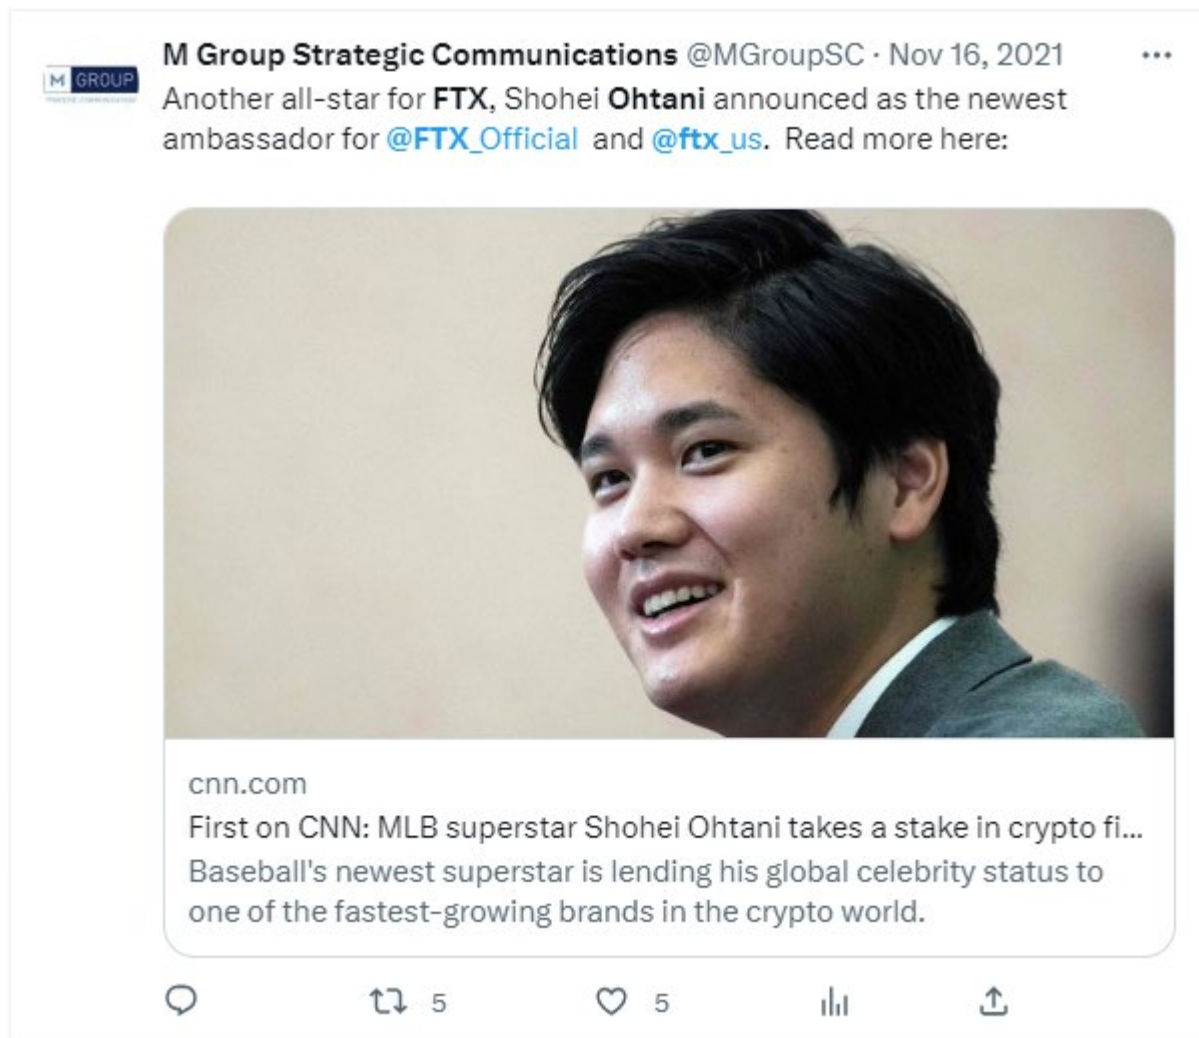 M Group Strategic Communications @MGroupSC · Nov 16, 2021
M GROUP
Another all-star for FTX, Shohei Ohtani announced as the newest
ambassador for @FTX_Official and @ftx_us. Read more here:
cnn.com
First on CNN: MLB superstar Shohei Ohtani takes a stake in crypto fi...
Baseball's newest superstar is lending his global celebrity status to
one of the fastest-growing brands in the crypto world.
5 5